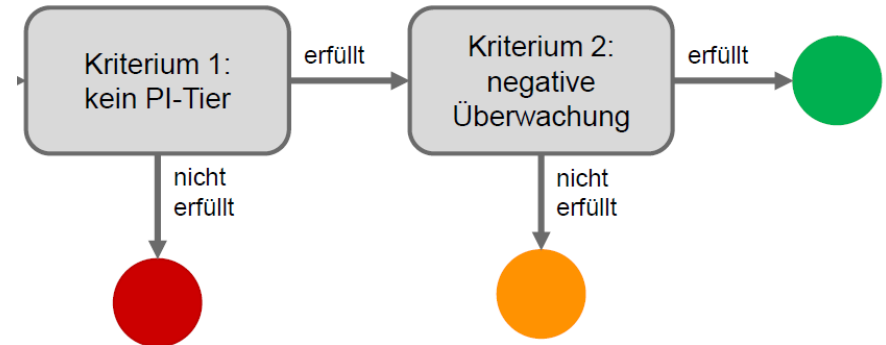 Kriterium 1:
kein PI-Tier
erfüllt
Kriterium 2:
negative
Überwachung
erfüllt
nicht
erfüllt
nicht
erfüllt